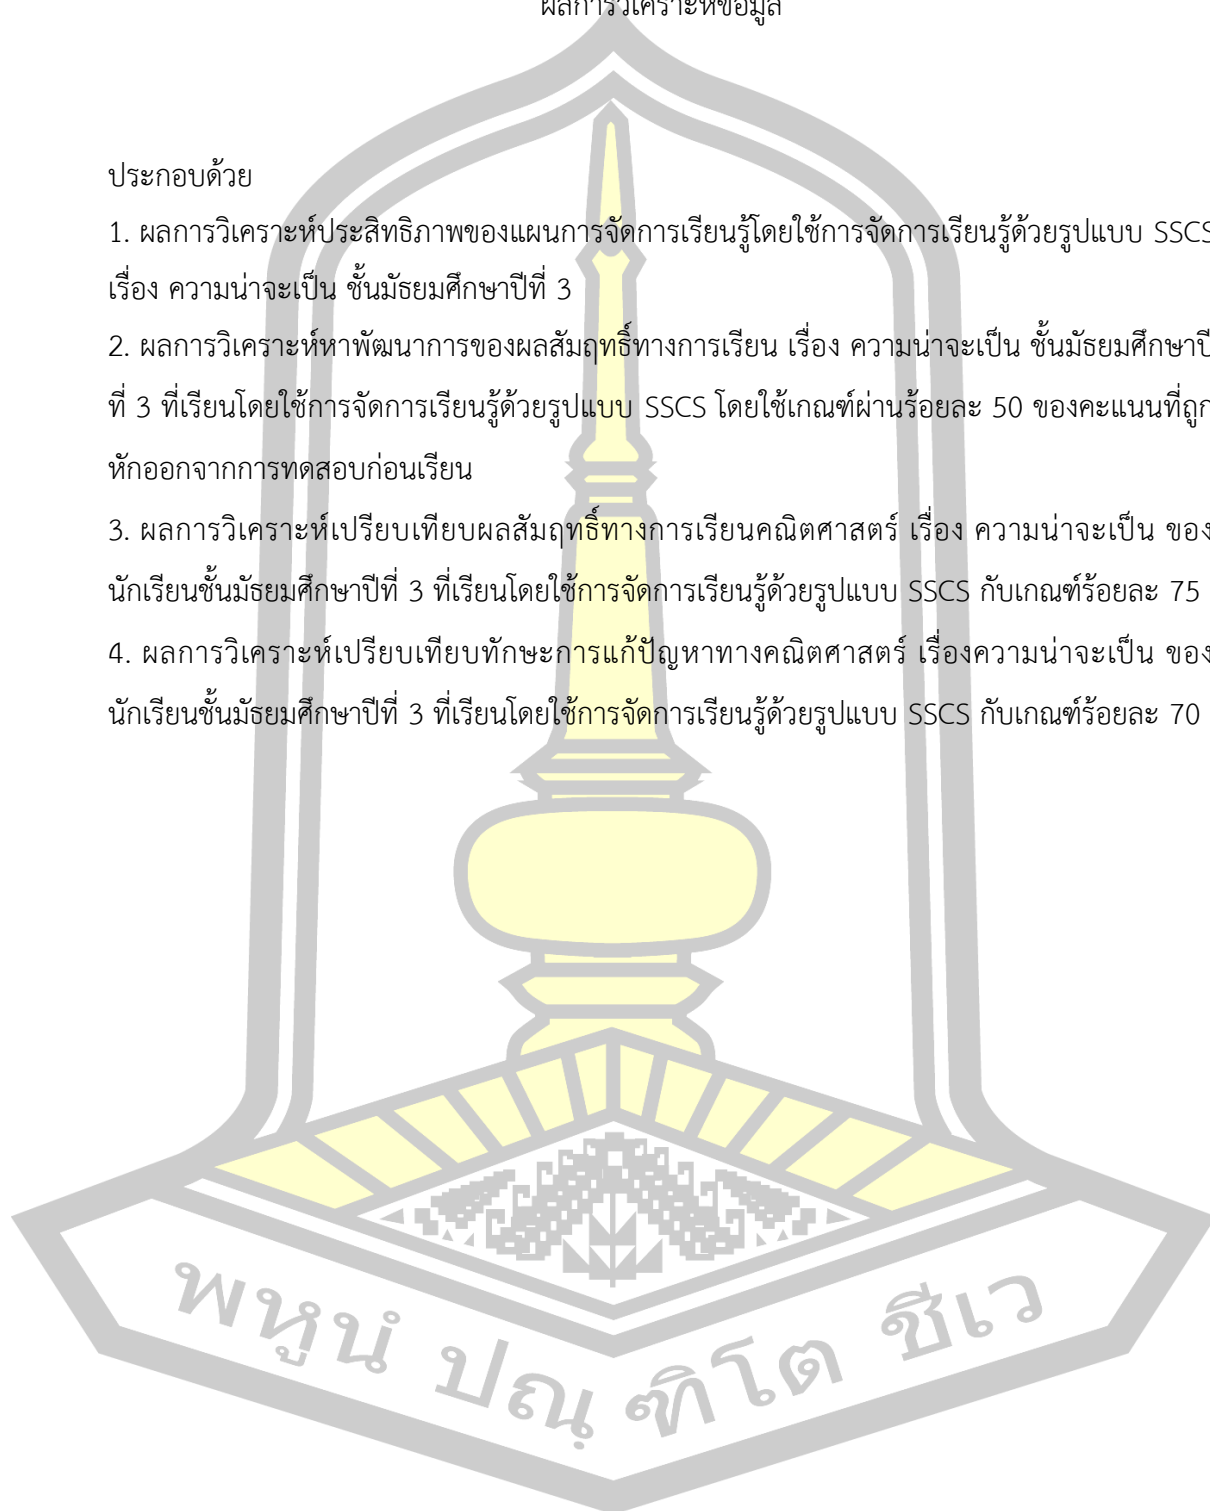 ผลการวิเคราะห์ข้อมูล
ประกอบด้วย
1. ผลการวิเคราะห์ประสิทธิภาพของแผนการจัดการเรียนรู้โดยใช้การจัดการเรียนรู้ด้วยรูปแบบ SSCS
เรื่อง ความน่าจะเป็น ชั้นมัธยมศึกษาปีที่ 3
2. ผลการวิเคราะห์หาพัฒนาการของผลสัมฤทธิ์ทางการเรียน เรื่อง ความน่าจะเป็น ชั้นมัธยมศึกษาปี
ที่ 3 ที่เรียนโดยใช้การจัดการเรียนรู้ด้วยรูปแบบ SSCS โดยใช้เกณฑ์ผ่านร้อยละ 50 ของคะแนนที่ถูก
หักออกจากการทดสอบก่อนเรียน
3. ผลการวิเคราะห์เปรียบเทียบผลสัมฤทธิ์ทางการเรียนคณิตศาสตร์ เรื่อง ความน่าจะเป็น ของ
นักเรียนชั้นมัธยมศึกษาปีที่ 3 ที่เรียนโดยใช้การจัดการเรียนรู้ด้วยรูปแบบ SSCS กับเกณฑ์ร้อยละ 75
4. ผลการวิเคราะห์เปรียบเทียบทักษะการแก้ปัญหาทางคณิตศาสตร์ เรื่องความน่าจะเป็น ของ
นักเรียนชั้นมัธยมศึกษาปีที่ 3 ที่เรียนโดยใช้การจัดการเรียนรู้ด้วยรูปแบบ SSCS กับเกณฑ์ร้อยละ 70
พหูนํ ปณฺ ฑิโต ชีเว